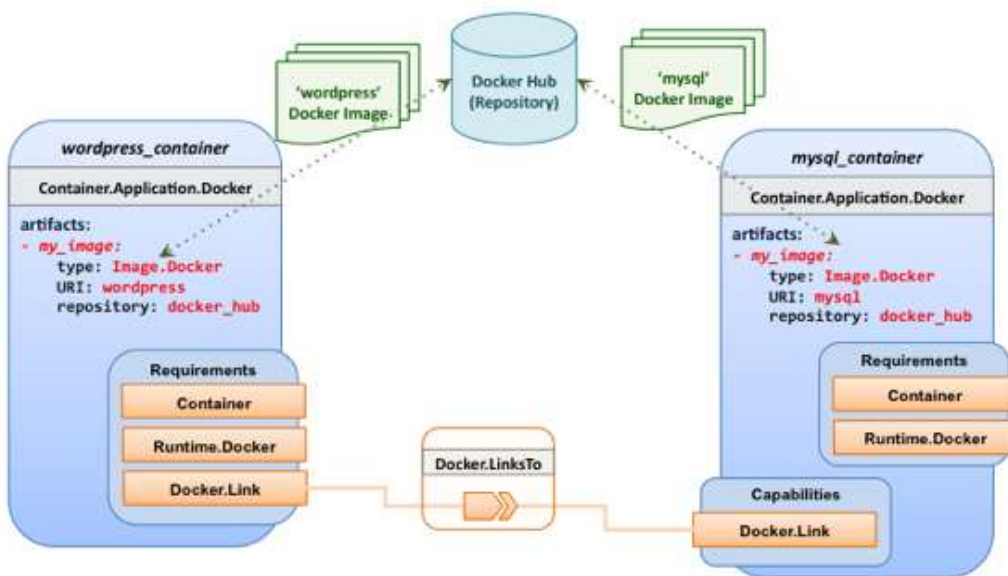 'wordpress'
Docker Image
Docker Hub
(Repository)
'mysql'
Docker Image
wordpress_container
Container.Application.Docker
artifacts:
- my_image:
type: Image.Docker
URI: wordpress
repository: docker_hub
Requirements
Container
Runtime.Docker
Docker.Link
Docker.LinksTo
mysql_container
Container.Application.Docker
artifacts:
- my_image:
type: Image.Docker
URI: mysql
repository: docker_hub
Requirements
Container
Runtime.Docker
Capabilities
Docker.Link